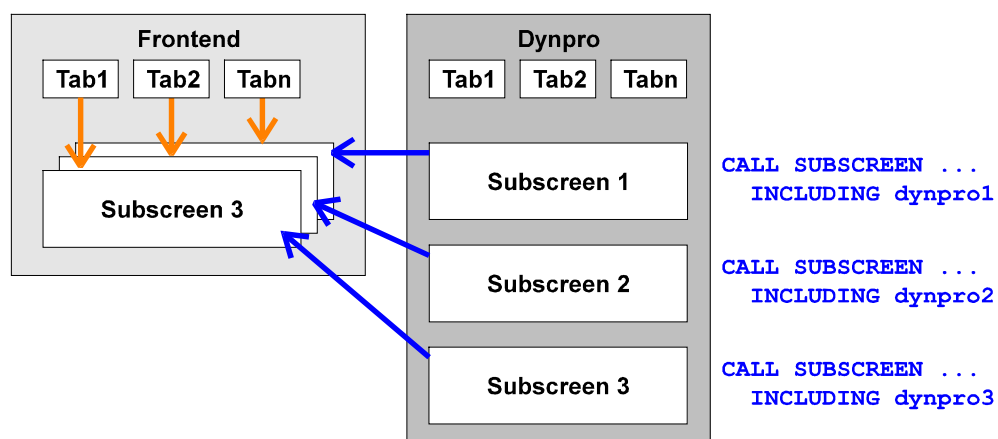 Frontend
Tab1 Tab2 Tabn
Subscreen 3
Dynpro
Tab1 Tab2 Tabn
Subscreen 1
Subscreen 2
Subscreen 3
CALL SUBSCREEN ...
INCLUDING dynpro1
CALL SUBSCREEN ...
INCLUDING dynpro2
CALL SUBSCREEN ...
INCLUDING dynpro3